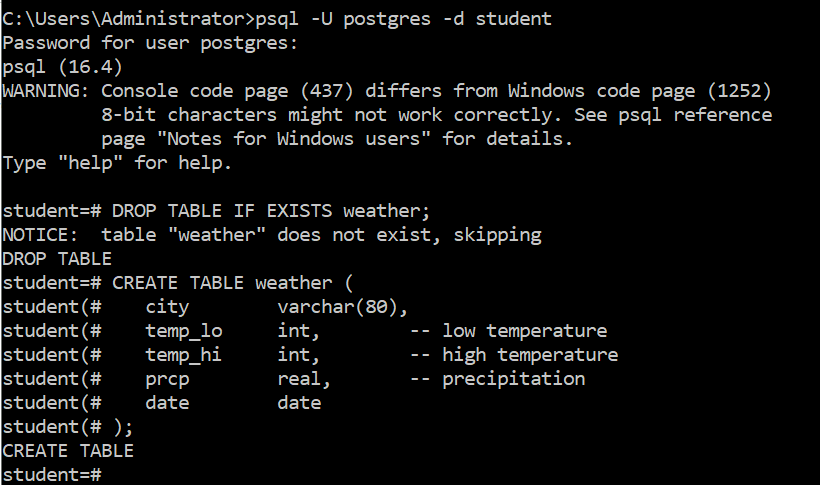 C:\Users\Administrator>psql -U postgres -d student
Password for user postgres:
psql (16.4)
WARNING: Console code page (437) differs from Windows code page (1252)
         8-bit characters might not work correctly. See psql reference
         page "Notes for Windows users" for details.
Type "help" for help.

student=# DROP TABLE IF EXISTS weather;
NOTICE:  table "weather" does not exist, skipping
DROP TABLE
student=# CREATE TABLE weather (
student(#    city        varchar(80),
student(#    temp_lo     int,        -- low temperature
student(#    temp_hi     int,        -- high temperature
student(#    prcp        real,       -- precipitation
student(#    date        date
student(# );
CREATE TABLE
student=#